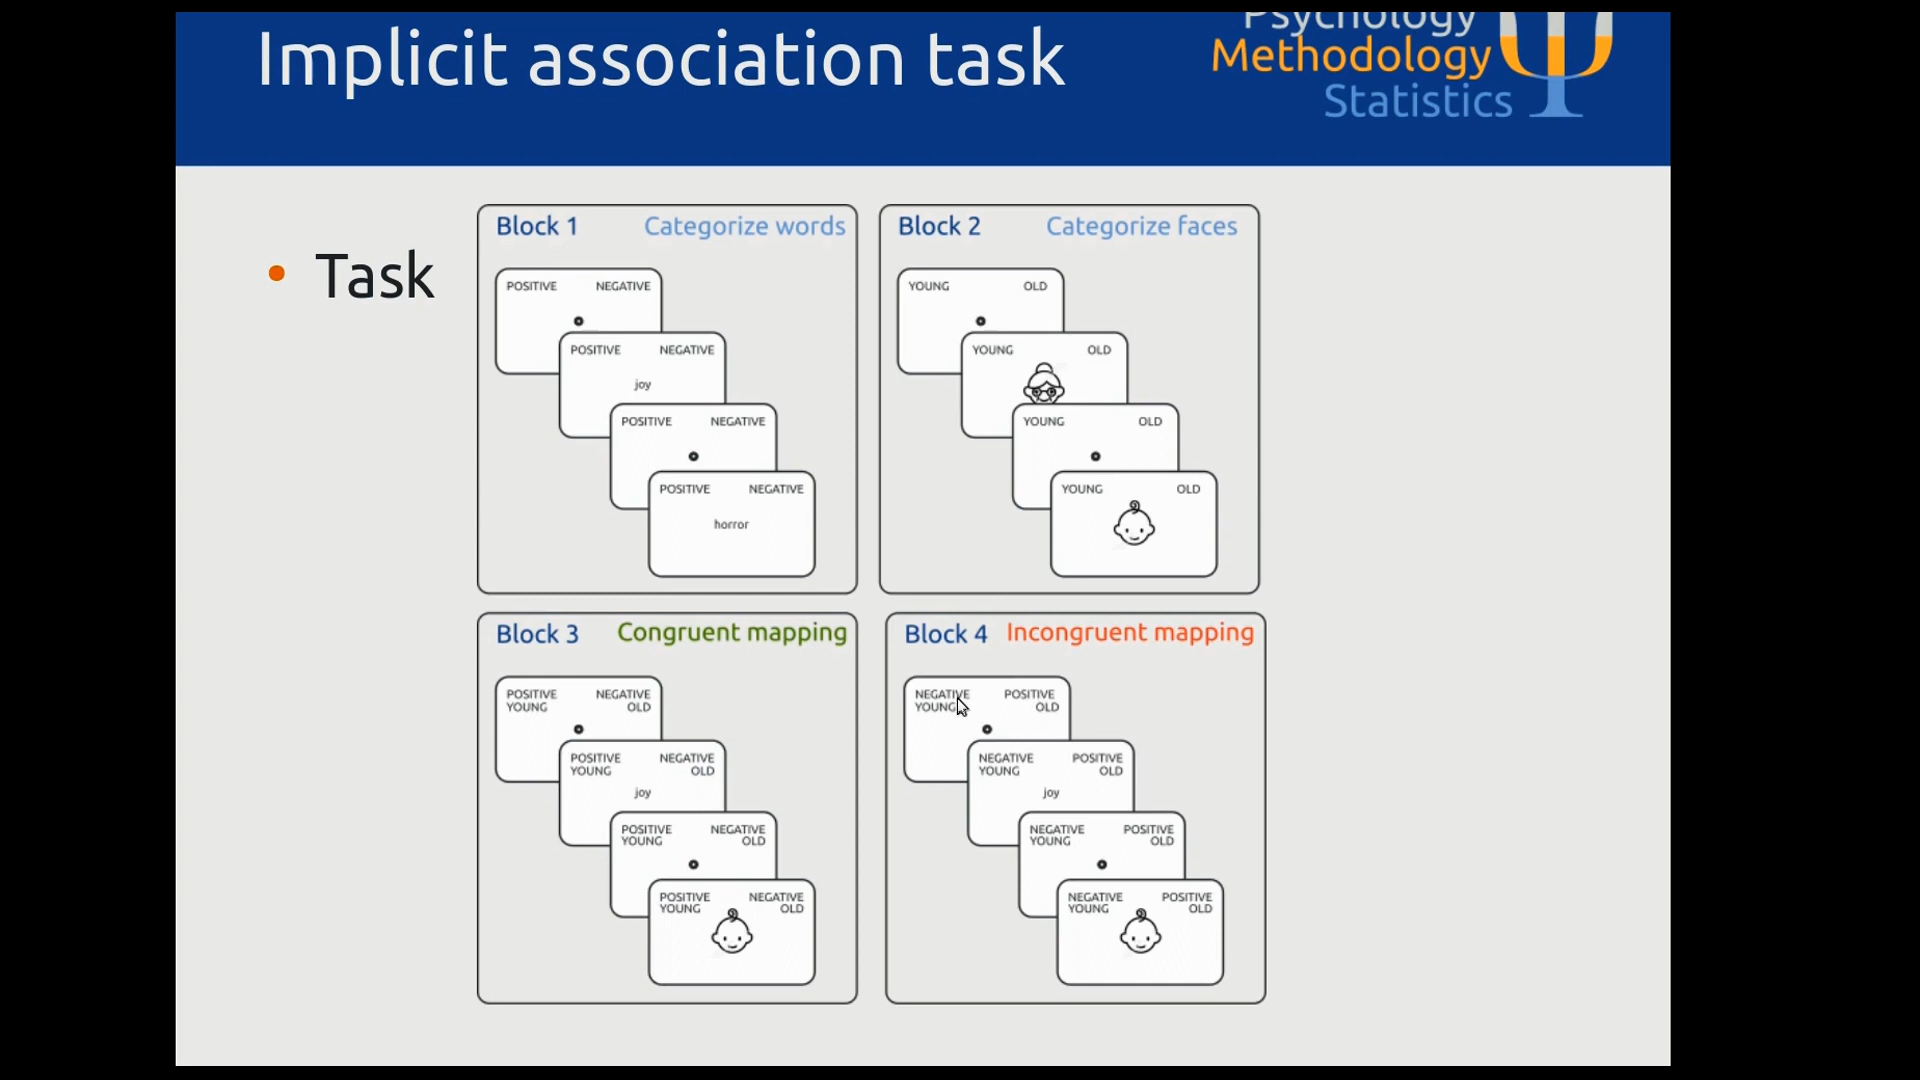 Implicit association task
Psychology
Methodology
Statistics
• Task
Block 1 Categorize words
POSITIVE NEGATIVE
POSITIVE NEGATIVE
joy
POSITIVE NEGATIVE
POSITIVE NEGATIVE
horror
Block 2 Categorize faces
YOUNG OLD
YOUNG OLD
YOUNG OLD
YOUNG OLD
Block 3 Congruent mapping
POSITIVE NEGATIVE
YOUNG OLD
POSITIVE NEGATIVE
YOUNG OLD
joy
POSITIVE NEGATIVE
YOUNG OLD
POSITIVE NEGATIVE
YOUNG OLD
Block 4 Incongruent mapping
NEGATIVE POSITIVE
YOUNG OLD
NEGATIVE POSITIVE
YOUNG OLD
joy
NEGATIVE POSITIVE
YOUNG OLD
NEGATIVE POSITIVE
YOUNG OLD